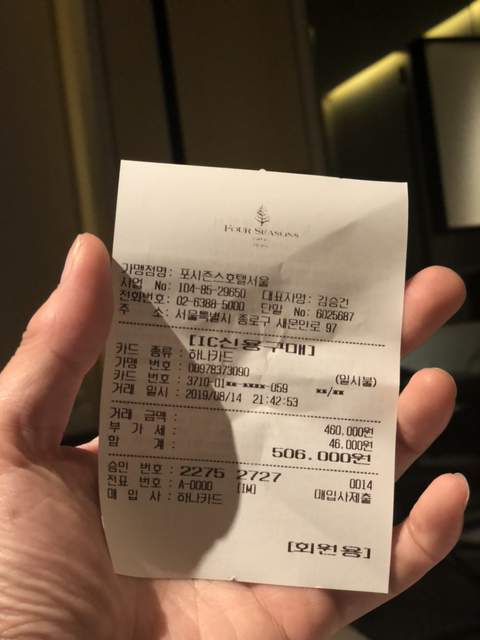 FOUR SEASONS
가맹점명: 포시즌스호텔서울
사업 No: 104-85-29650 대표자명: 김승건
전화번호: 02-6388-5000 단말 No: 6025687
주 소: 서울특별시 종로구 새문안로 97
[IC신용구매]
카드 종류 : 하나카드 (일시불)
가맹 번호 : 00978373090
카드 번호 : 3710-01**-****-059 **/**
거래 일시 : 2019/08/14 21:42:53
거래 금액 : 460.000원
부 가 세 : 46.000원
합 계 : 506.000원
승인 번호 : 2275 2727
전표 번호 : A-0000 [IM] 0014
매 입 사 : 하나카드 매입사제출
[회원용]